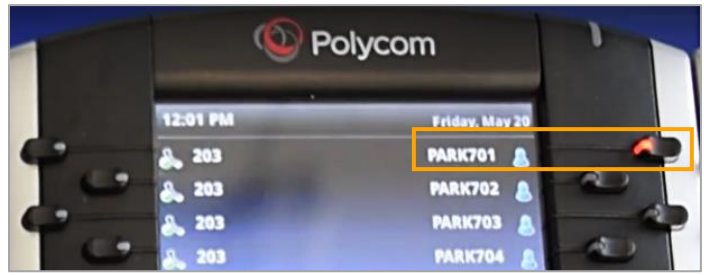 Polycom
12:01 PM Friday, May 20
203 PARK701
203 PARK702
203 PARK703
203 PARK704